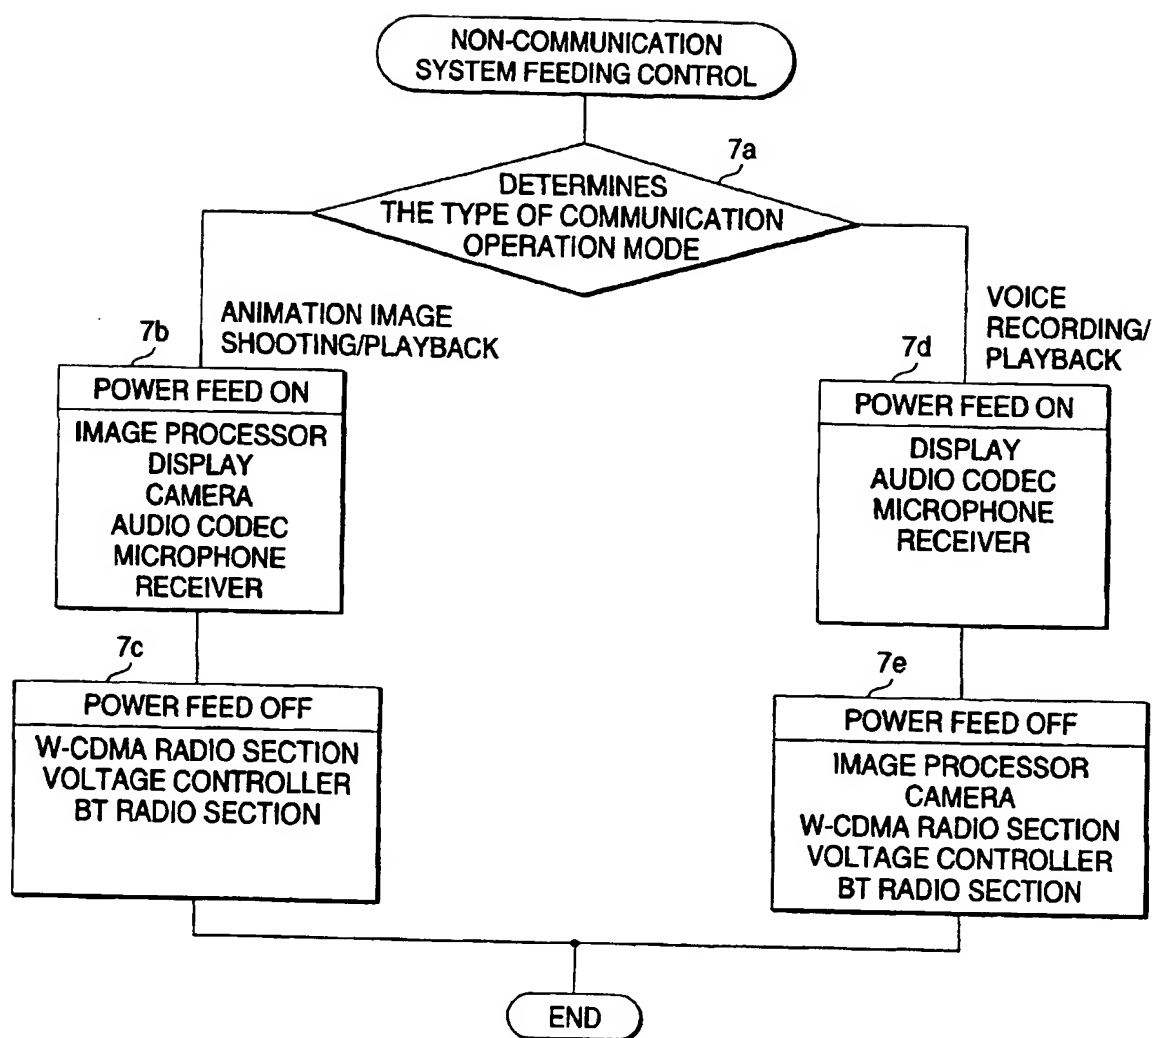 NON-COMMUNICATION
SYSTEM FEEDING CONTROL
7a
DETERMINES
THE TYPE OF COMMUNICATION
OPERATION MODE
ANIMATION IMAGE
SHOOTING/PLAYBACK
7b
POWER FEED ON
IMAGE PROCESSOR
DISPLAY
CAMERA
AUDIO CODEC
MICROPHONE
RECEIVER
7c
POWER FEED OFF
W-CDMA RADIO SECTION
VOLTAGE CONTROLLER
BT RADIO SECTION
VOICE
RECORDING/
PLAYBACK
7d
POWER FEED ON
DISPLAY
AUDIO CODEC
MICROPHONE
RECEIVER
7e
POWER FEED OFF
IMAGE PROCESSOR
CAMERA
W-CDMA RADIO SECTION
VOLTAGE CONTROLLER
BT RADIO SECTION
END